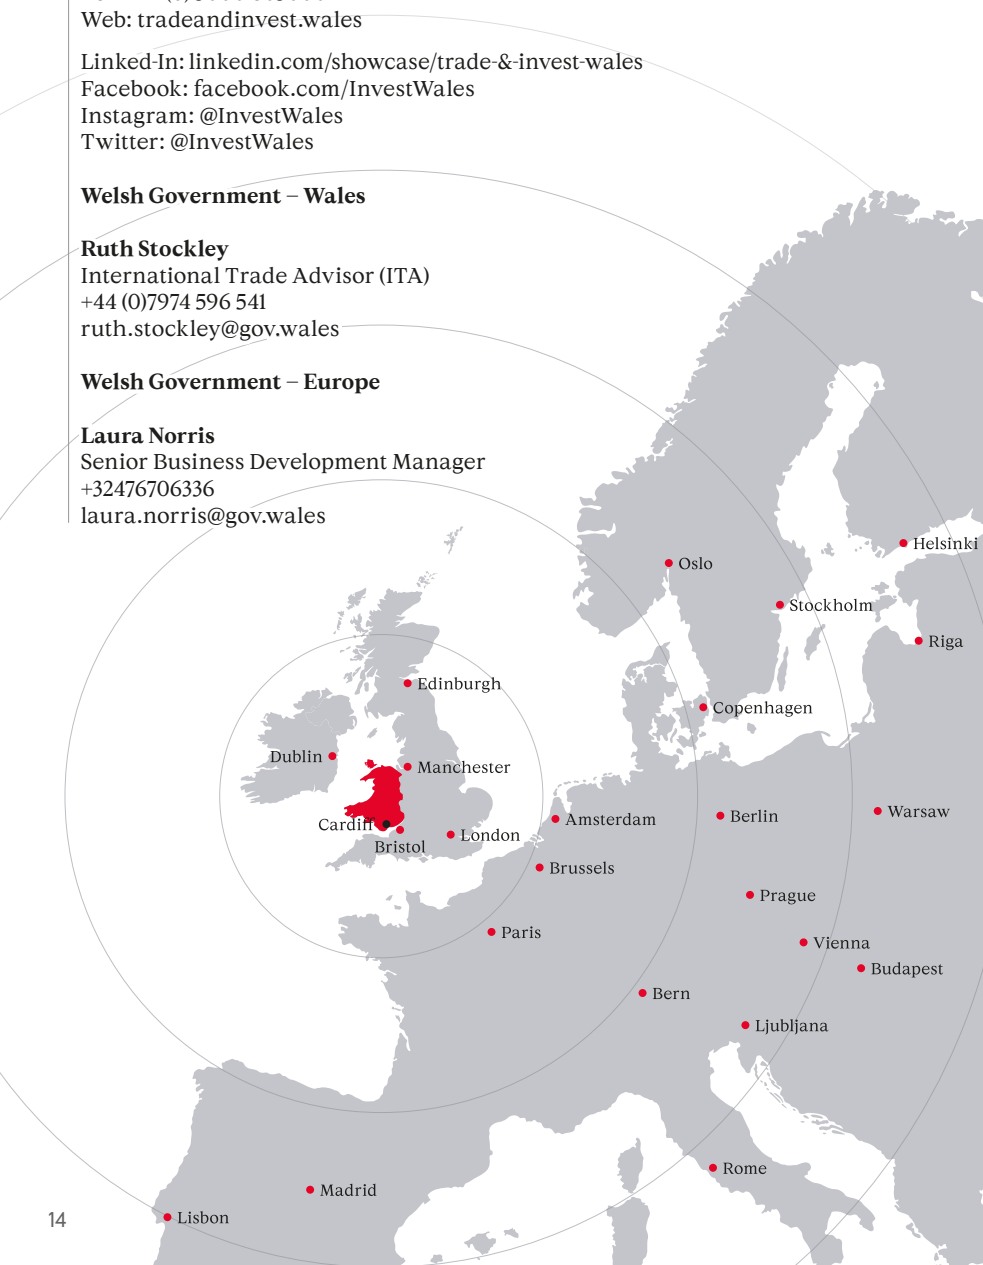 Web: tradeandinvest.wales
Linked-In: linkedin.com/showcase/trade-&-invest-wales
Facebook: facebook.com/InvestWales
Instagram: @InvestWales
Twitter: @InvestWales
Welsh Government – Wales
Ruth Stockley
International Trade Advisor (ITA)
+44 (0)7974 596 541
ruth.stockley@gov.wales
Welsh Government – Europe
Laura Norris
Senior Business Development Manager
+32476706336
laura.norris@gov.wales
Helsinki
Oslo
Stockholm
Riga
Edinburgh
Copenhagen
Dublin
Manchester
Cardiff
Bristol
London
Amsterdam
Berlin
Warsaw
Brussels
Prague
Paris
Vienna
Budapest
Bern
Ljubljana
Rome
Madrid
Lisbon
14